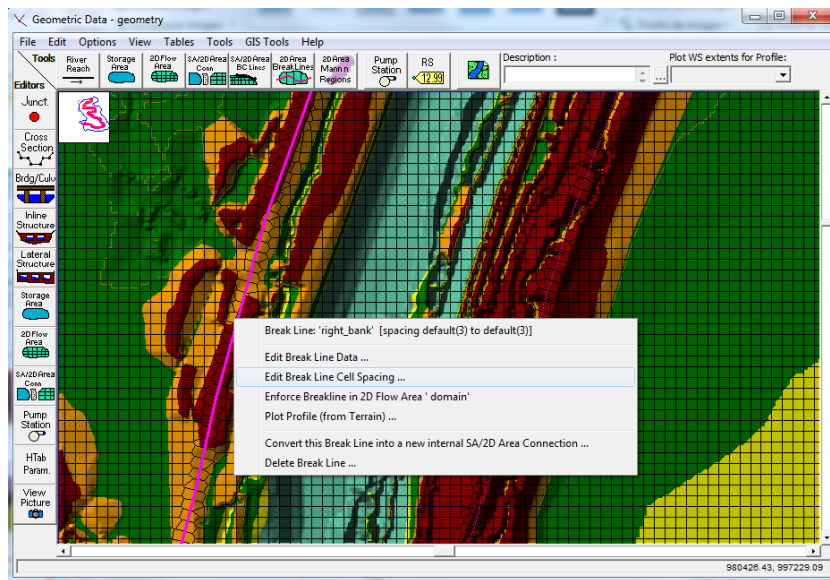 Geometric Data - geometry
File Edit Options View Tables Tools GIS Tools Help
Tools
Editors
River Reach
Storage Area
2D Flow Area
SA/2D Area Conn
SA/2D Area BC Lines
2D Area BreakLines
2D Area Mann n Regions
Pump Station
RS
12.99
Description :
...
Plot WS extents for Profile:
Junct.
Cross Section
Brdg/Culv
Inline Structure
Lateral Structure
Storage Area
2D Flow Area
SA/2D Area Conn
Pump Station
HTab Param.
View Picture
Break Line: 'right_bank' [spacing default(3) to default(3)]
Edit Break Line Data ...
Edit Break Line Cell Spacing ...
Enforce Breakline in 2D Flow Area ' domain'
Plot Profile (from Terrain) ...
Convert this Break Line into a new internal SA/2D Area Connection ...
Delete Break Line ...
980426.43, 997229.09